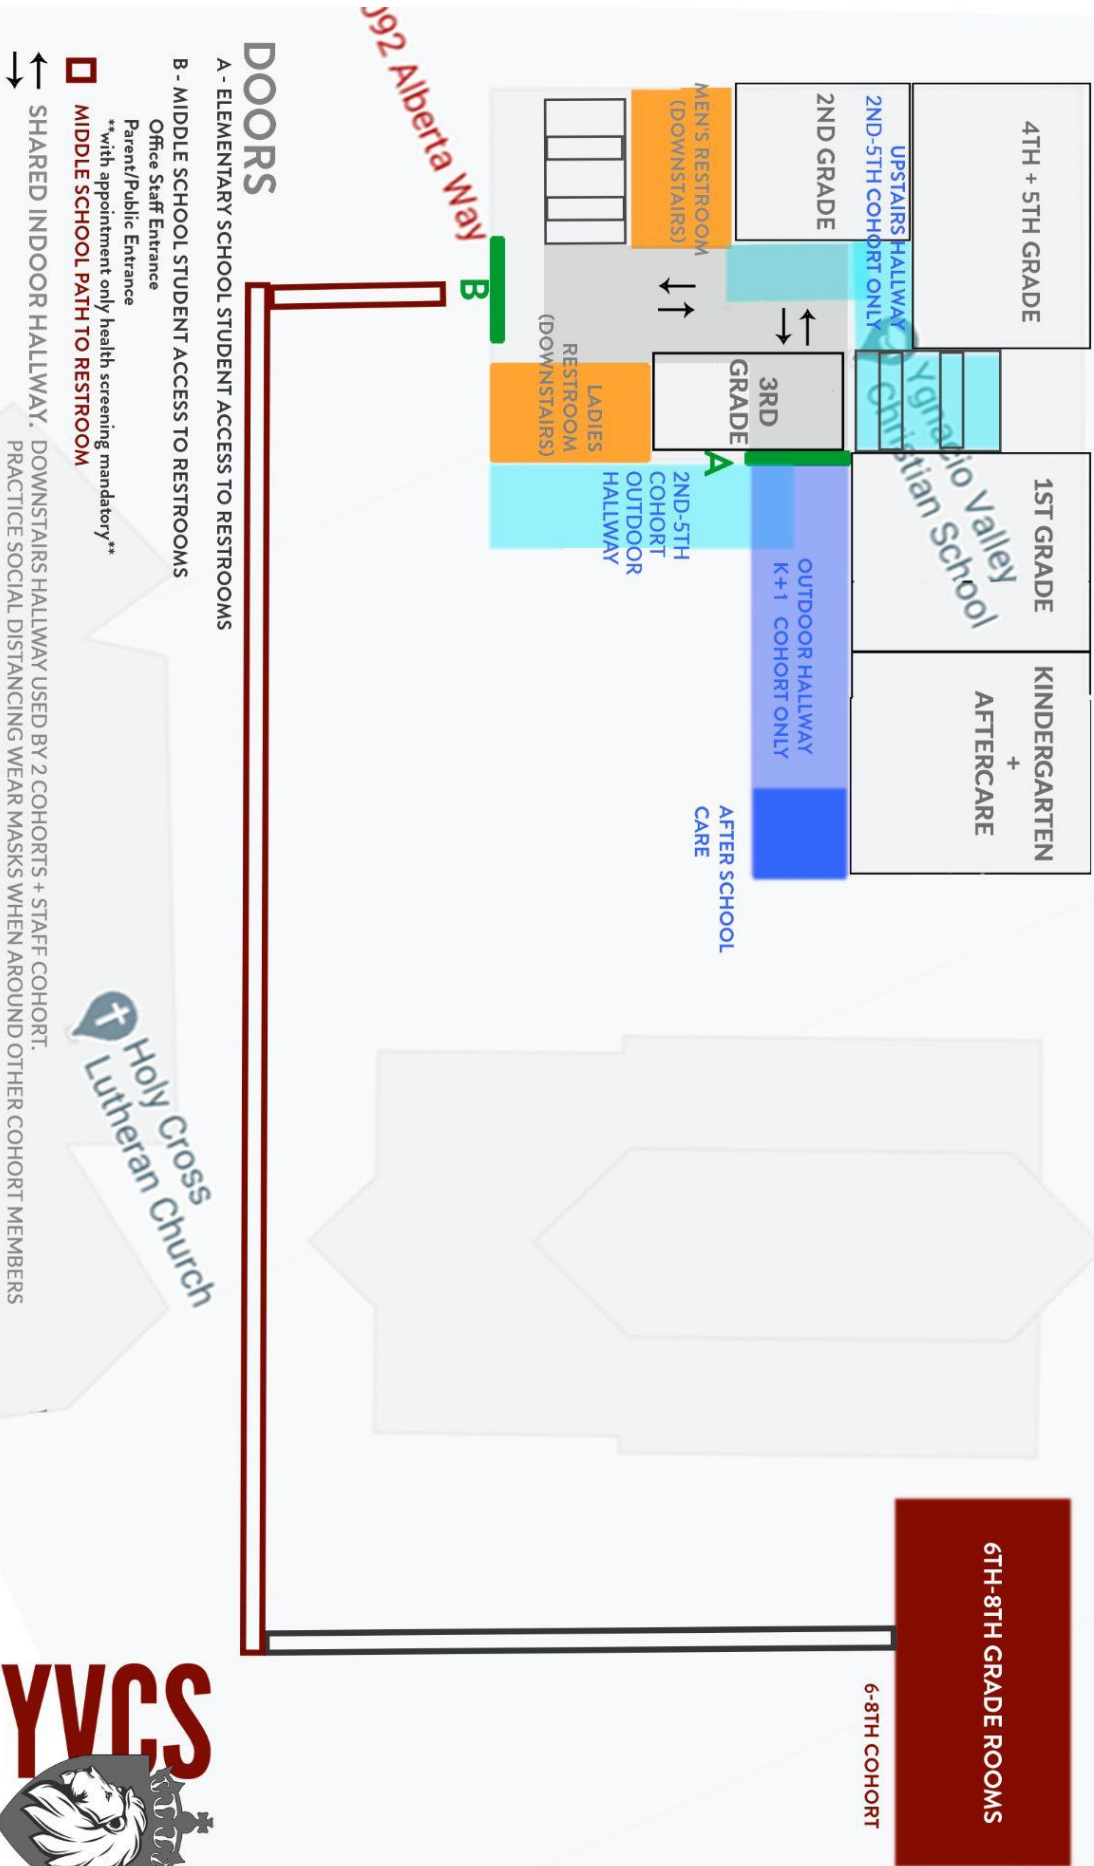 4TH + 5TH GRADE
1ST GRADE
KINDERGARTEN
+
AFTERCARE
6TH-8TH GRADE ROOMS
6-8TH COHORT
Ygnacio Valley
Christian School
UPSTAIRS HALLWAY
2ND-5TH COHORT ONLY
2ND GRADE
3RD
GRADE
OUTDOOR HALLWAY
K+1 COHORT ONLY
AFTER SCHOOL
CARE
MEN'S RESTROOM
(DOWNSTAIRS)
A
2ND-5TH
COHORT
OUTDOOR
HALLWAY
LADIES
RESTROOM
(DOWNSTAIRS)
B
092 Alberta Way
DOORS
A - ELEMENTARY SCHOOL STUDENT ACCESS TO RESTROOMS
B - MIDDLE SCHOOL STUDENT ACCESS TO RESTROOMS
Office Staff Entrance
Parent/Public Entrance
**with appointment only health screening mandatory**
MIDDLE SCHOOL PATH TO RESTROOM
SHARED INDOOR HALLWAY. DOWNSTAIRS HALLWAY USED BY 2 COHORTS + STAFF COHORT.
PRACTICE SOCIAL DISTANCING WEAR MASKS WHEN AROUND OTHER COHORT MEMBERS
Holy Cross
Lutheran Church
YVCS